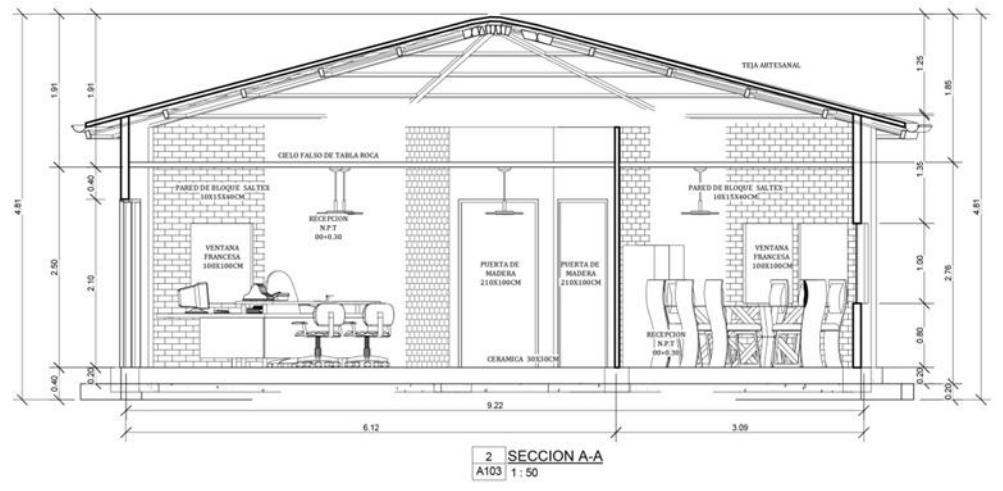 TEJA ARTESANAL
CIELO FALSO DE TABLA ROCA
PARED DE BLOQUE SALTEX
10X15X40CM
PARED DE BLOQUE SALTEX
10X15X40CM
RECEPCION
N.P.T
00+0.30
VENTANA
FRANCESA
100X100CM
PUERTA DE
MADERA
210X100CM
PUERTA DE
MADERA
210X100CM
VENTANA
FRANCESA
100X100CM
RECEPCION
N.P.T
00+0.30
CERAMICA 30X30CM
4.81
1.91
2.50
0.40
1.91
0.40
2.10
0.20
1.25
1.35
1.00
0.80
0.20
1.85
2.76
0.20
4.81
9.22
6.12
3.09
2
A103
SECCION A-A
1 : 50